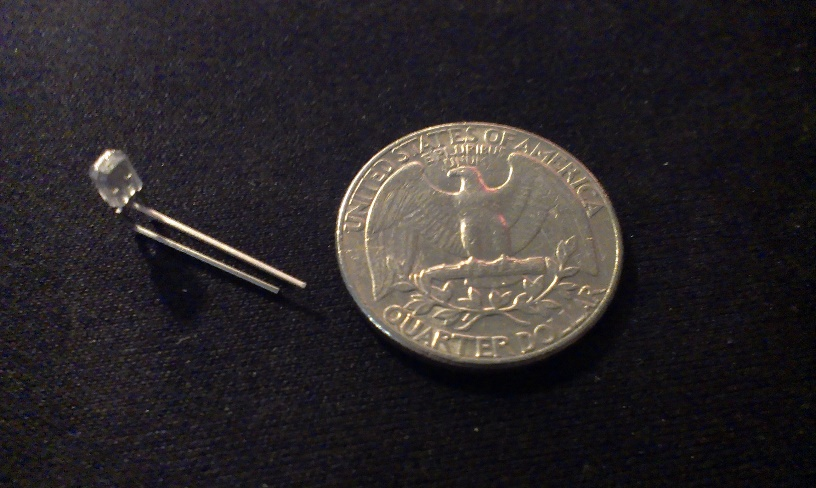 UNITED STATES OF AMERICA
E PLURIBUS
UNUM
QUARTER DOLLAR